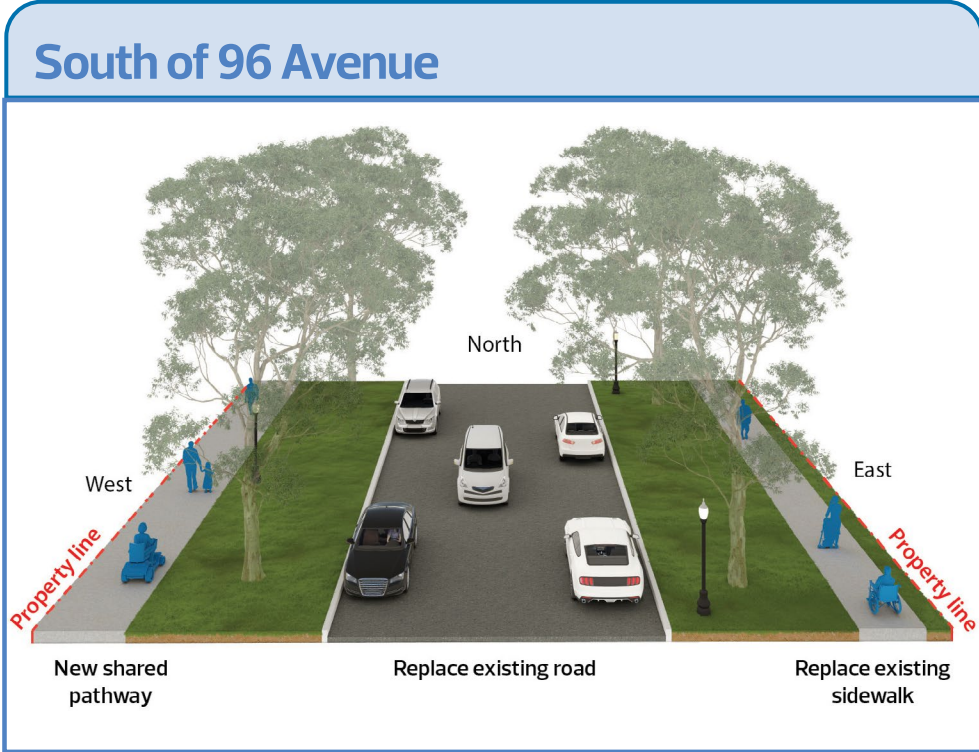 South of 96 Avenue
North
West
East
Property line
Property line
New shared
pathway
Replace existing road
Replace existing
sidewalk